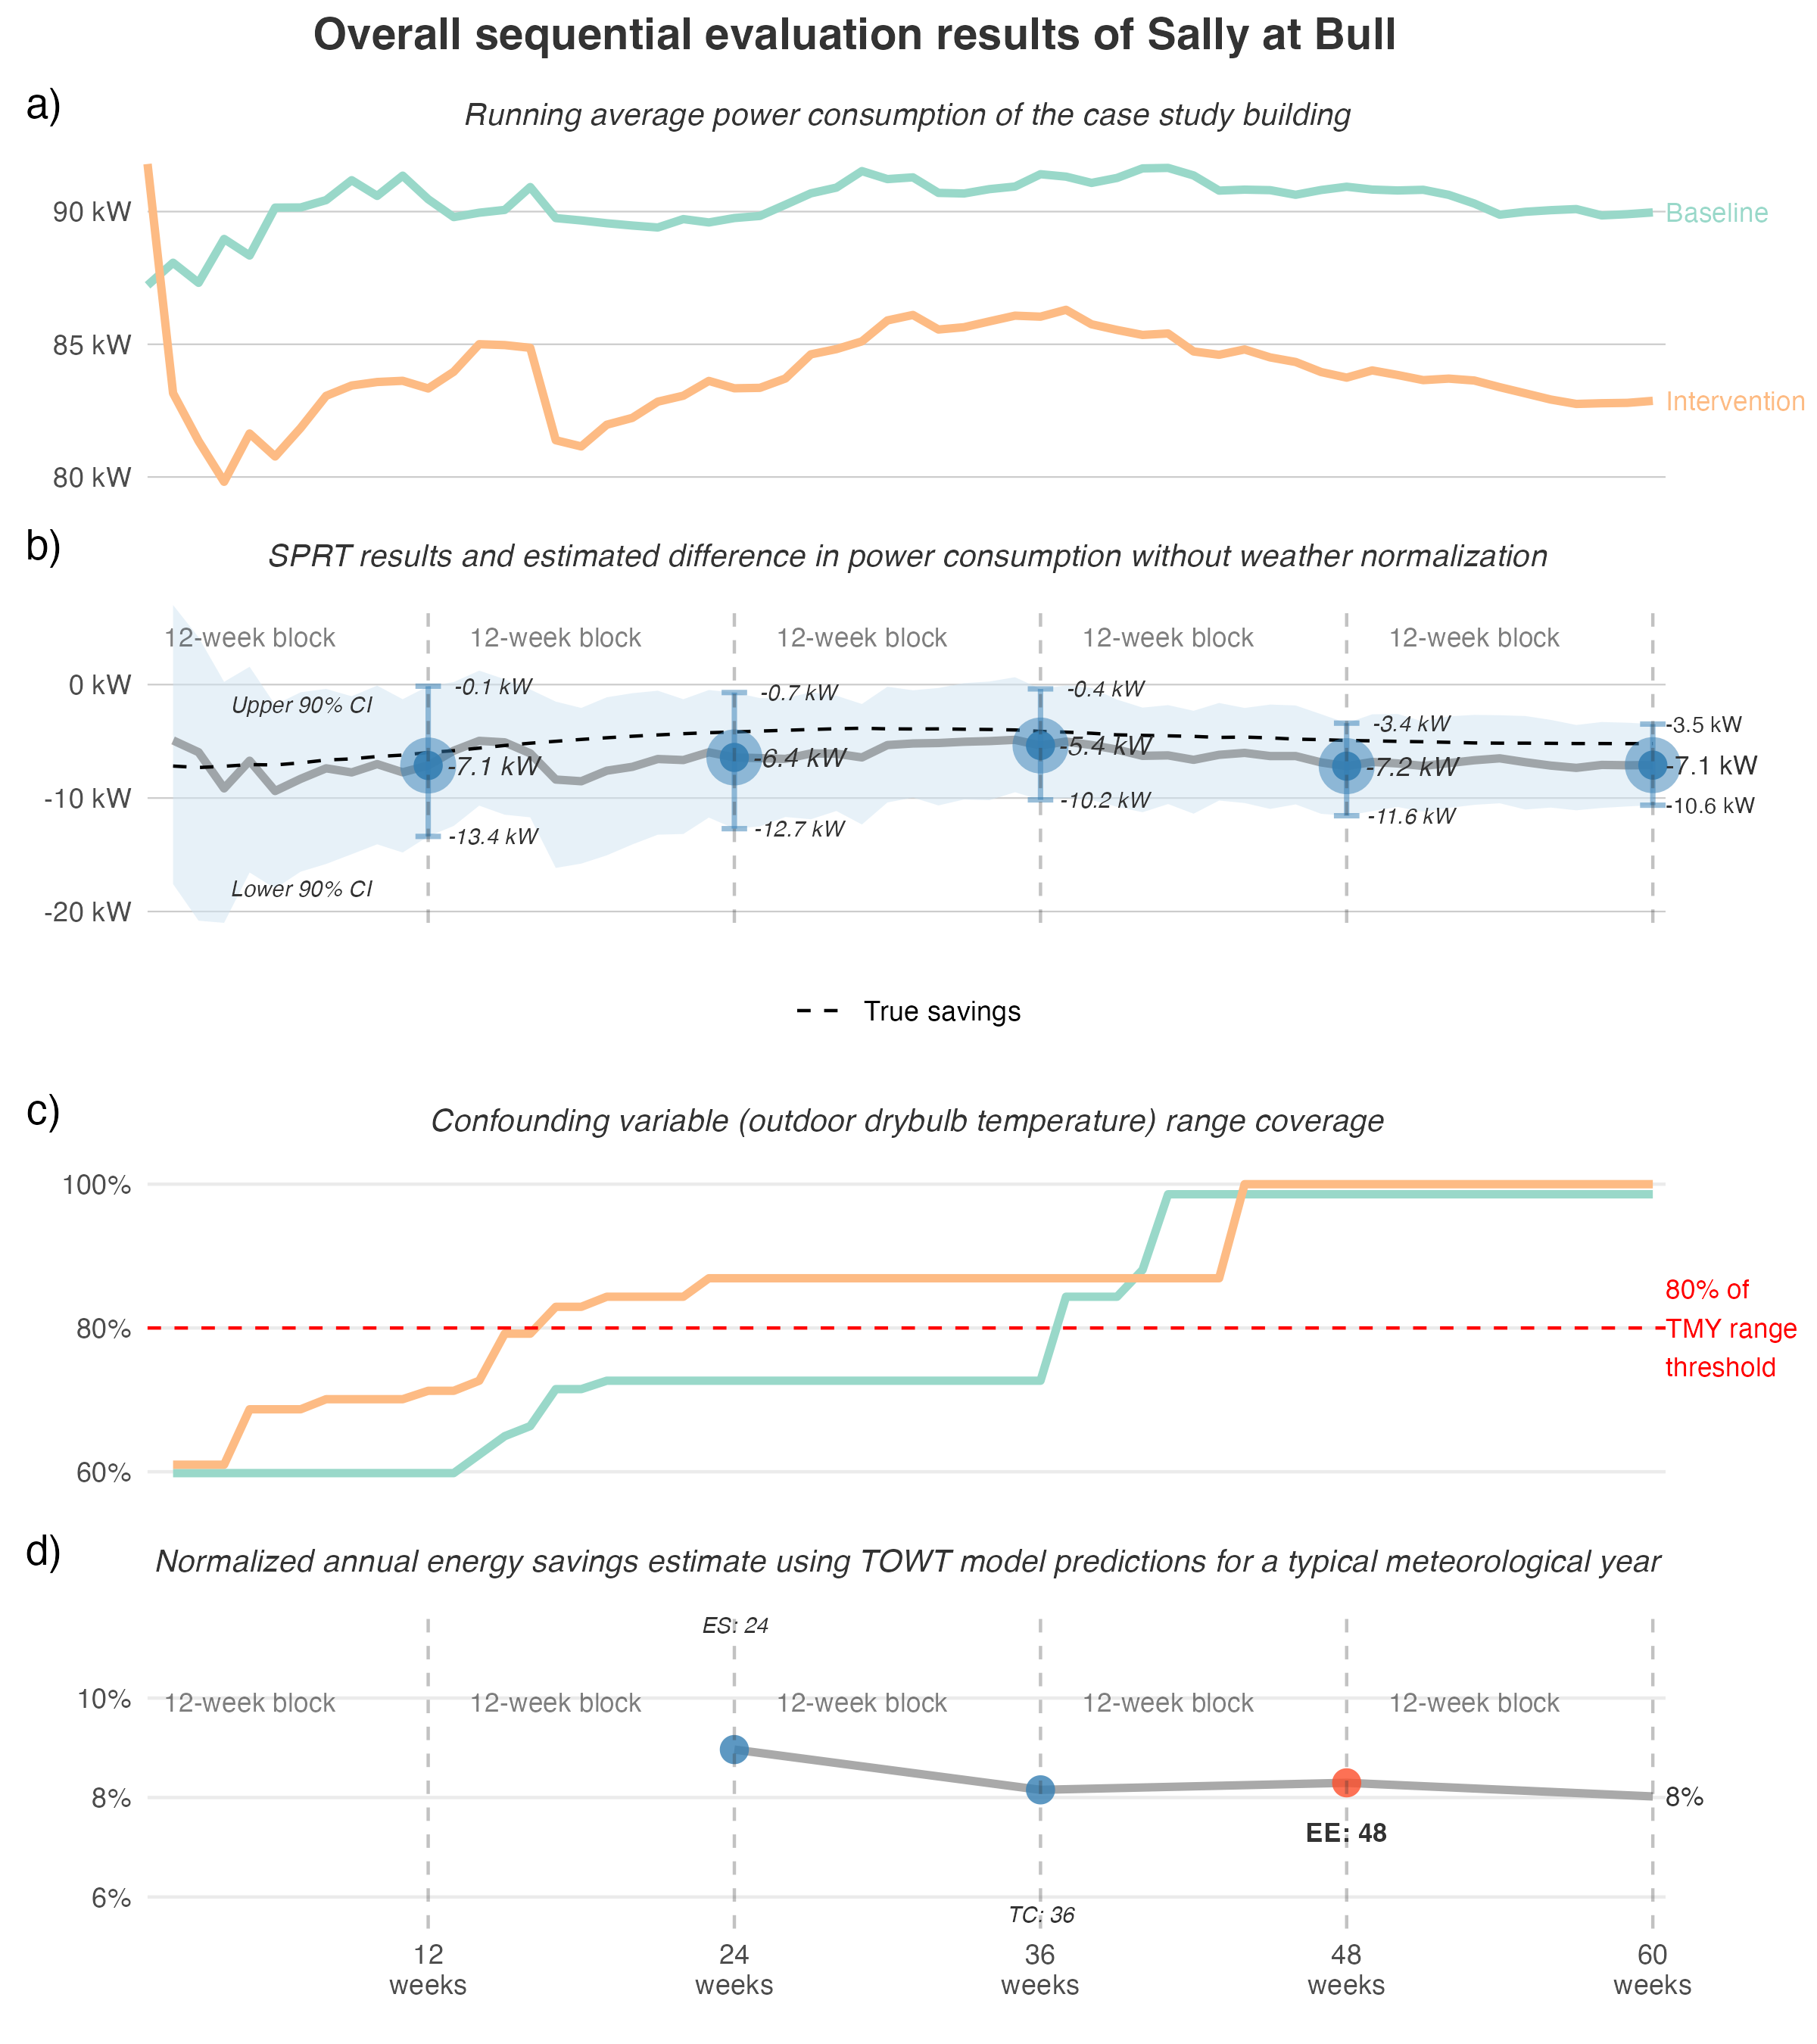 Overall sequential evaluation results of Sally at Bull
a)
Running average power consumption of the case study building
90 kW
85 kW
80 kW
Baseline
Intervention
b)
SPRT results and estimated difference in power consumption without weather normalization
12-week block
12-week block
12-week block
12-week block
12-week block
0 kW
-10 kW
-20 kW
Upper 90% CI
Lower 90% CI
-0.1 kW
-7.1 kW
-13.4 kW
-0.7 kW
-6.4 kW
-12.7 kW
-0.4 kW
-5.4 kW
-10.2 kW
-3.4 kW
-7.2 kW
-11.6 kW
-3.5 kW
-7.1 kW
-10.6 kW
True savings
c)
Confounding variable (outdoor drybulb temperature) range coverage
100%
80%
60%
80% of
TMY range
threshold
d)
Normalized annual energy savings estimate using TOWT model predictions for a typical meteorological year
ES: 24
10%
8%
6%
12-week block
12-week block
12-week block
12-week block
12-week block
8%
EE: 48
TC: 36
12
weeks
24
weeks
36
weeks
48
weeks
60
weeks